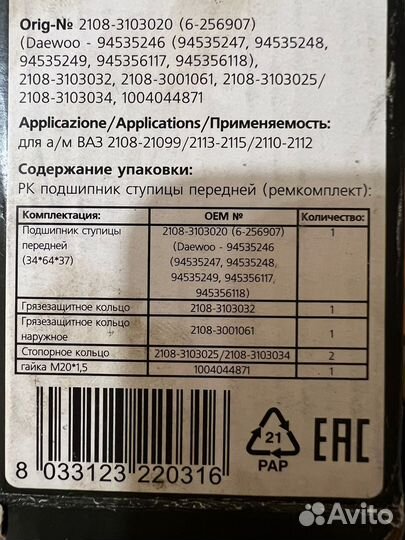 Orig-№ 2108-3103020 (6-256907)
(Daewoo - 94535246 (94535247, 94535248,
94535249, 945356117, 945356118),
2108-3103032, 2108-3001061, 2108-3103025/
2108-3103034, 1004044871
Applicazione/Applications/Применяемость:
для а/м ВАЗ 2108-21099/2113-2115/2110-2112
Содержание упаковки:
РК подшипник ступицы передней (ремкомплект):
Комплектация: OEM № Количество:
Подшипник ступицы 2108-3103020 (6-256907) 1
передней (Daewoo - 94535246
(34*64*37) (94535247, 94535248,
94535249, 945356117,
945356118)
Грязезащитное кольцо 2108-3103032 1
Грязезащитное кольцо
наружное 2108-3001061 1
Стопорное кольцо 2108-3103025/2108-3103034 2
гайка М20*1,5 1004044871 1
21
PAP
EAC
8 033123 220316
Avito